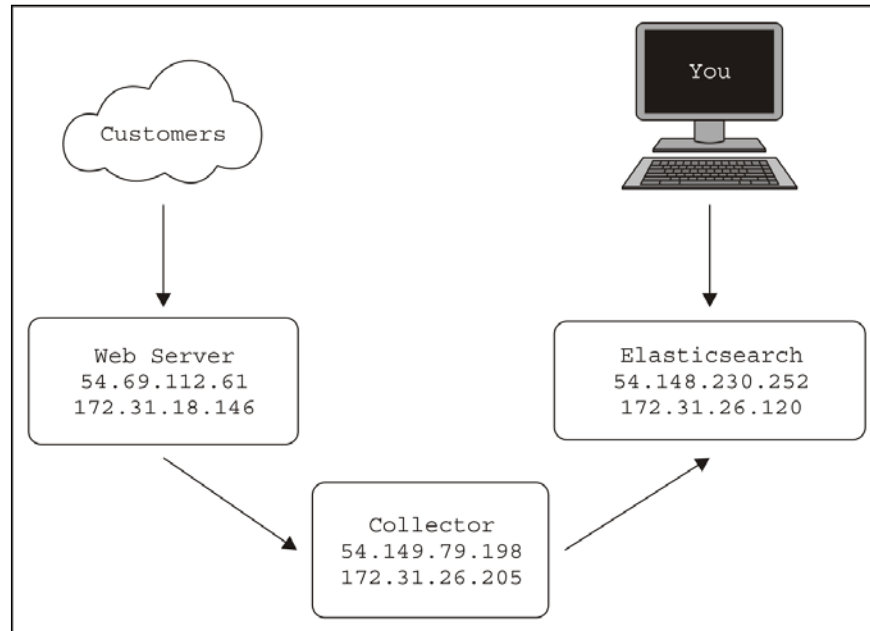 Customers
You
Web Server
54.69.112.61
172.31.18.146
Elasticsearch
54.148.230.252
172.31.26.120
Collector
54.149.79.198
172.31.26.205